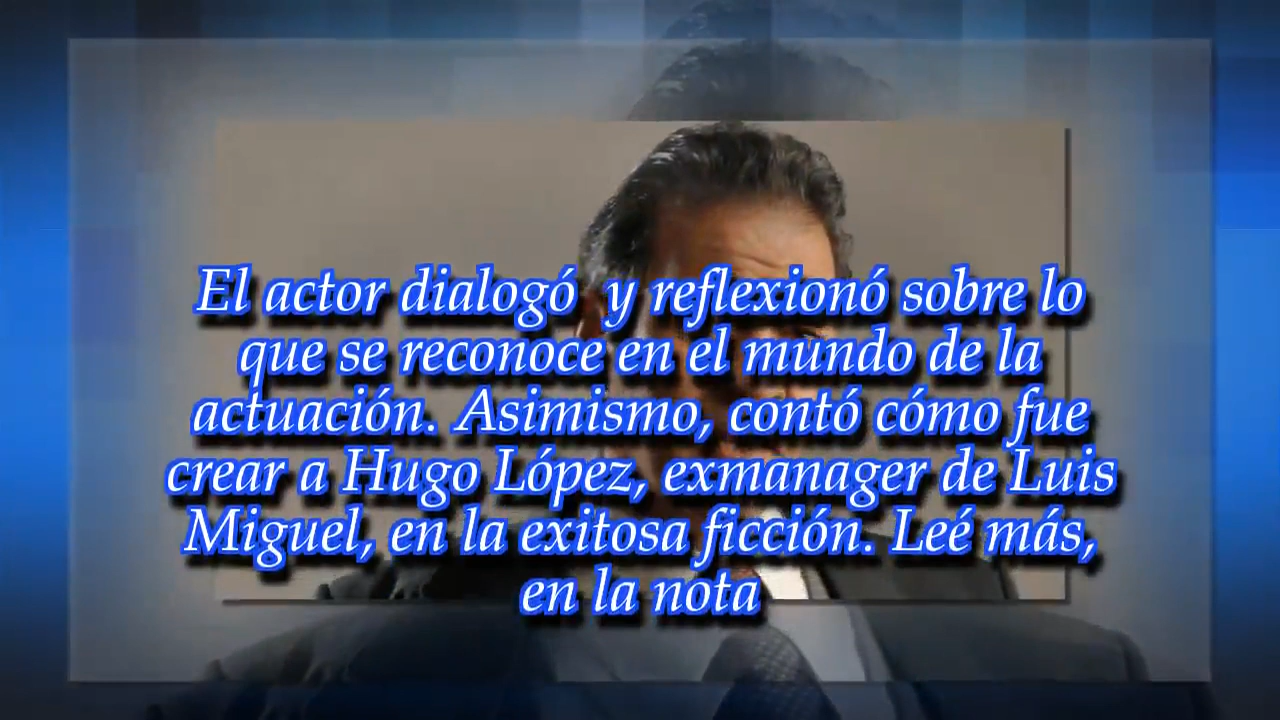 El actor dialogó  y reflexionó sobre lo
que se reconoce en el mundo de la
actuación. Asimismo, contó cómo fue
crear a Hugo López, exmanager de Luis
Miguel, en la exitosa ficción. Leé más,
en la nota